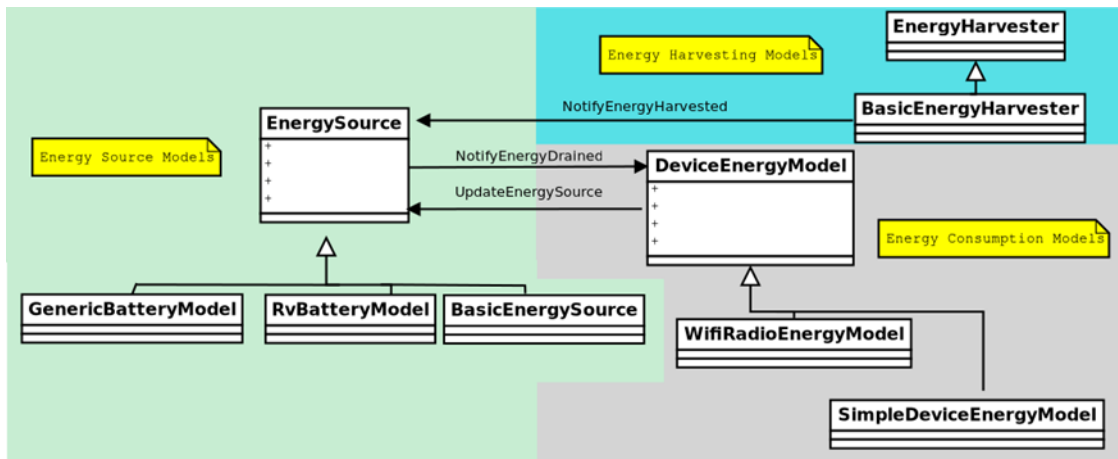 EnergyHarvester
Energy Harvesting Models
BasicEnergyHarvester
NotifyEnergyHarvested
EnergySource
+
+
+
+
Energy Source Models
NotifyEnergyDrained
UpdateEnergySource
DeviceEnergyModel
+
+
+
+
Energy Consumption Models
GenericBatteryModel
RvBatteryModel
BasicEnergySource
WifiRadioEnergyModel
SimpleDeviceEnergyModel